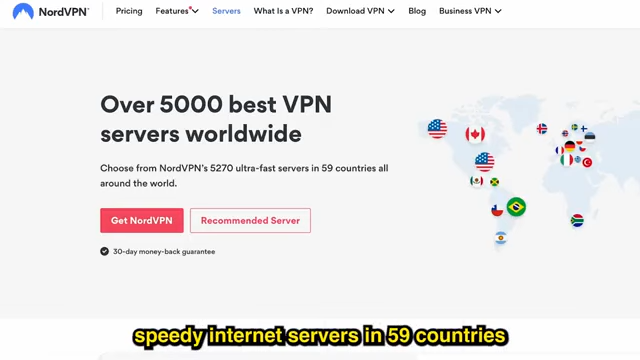 NordVPN
Pricing
Features
Servers
What Is a VPN?
Download VPN
Blog
Business VPN
Over 5000 best VPN
servers worldwide
Choose from NordVPN's 5270 ultra-fast servers in 59 countries all
around the world.
Get NordVPN
Recommended Server
30-day money-back guarantee
speedy internet servers in 59 countries